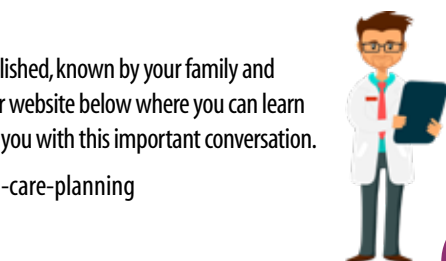 lished, known by your family and
r website below where you can learn
you with this important conversation.
-care-planning